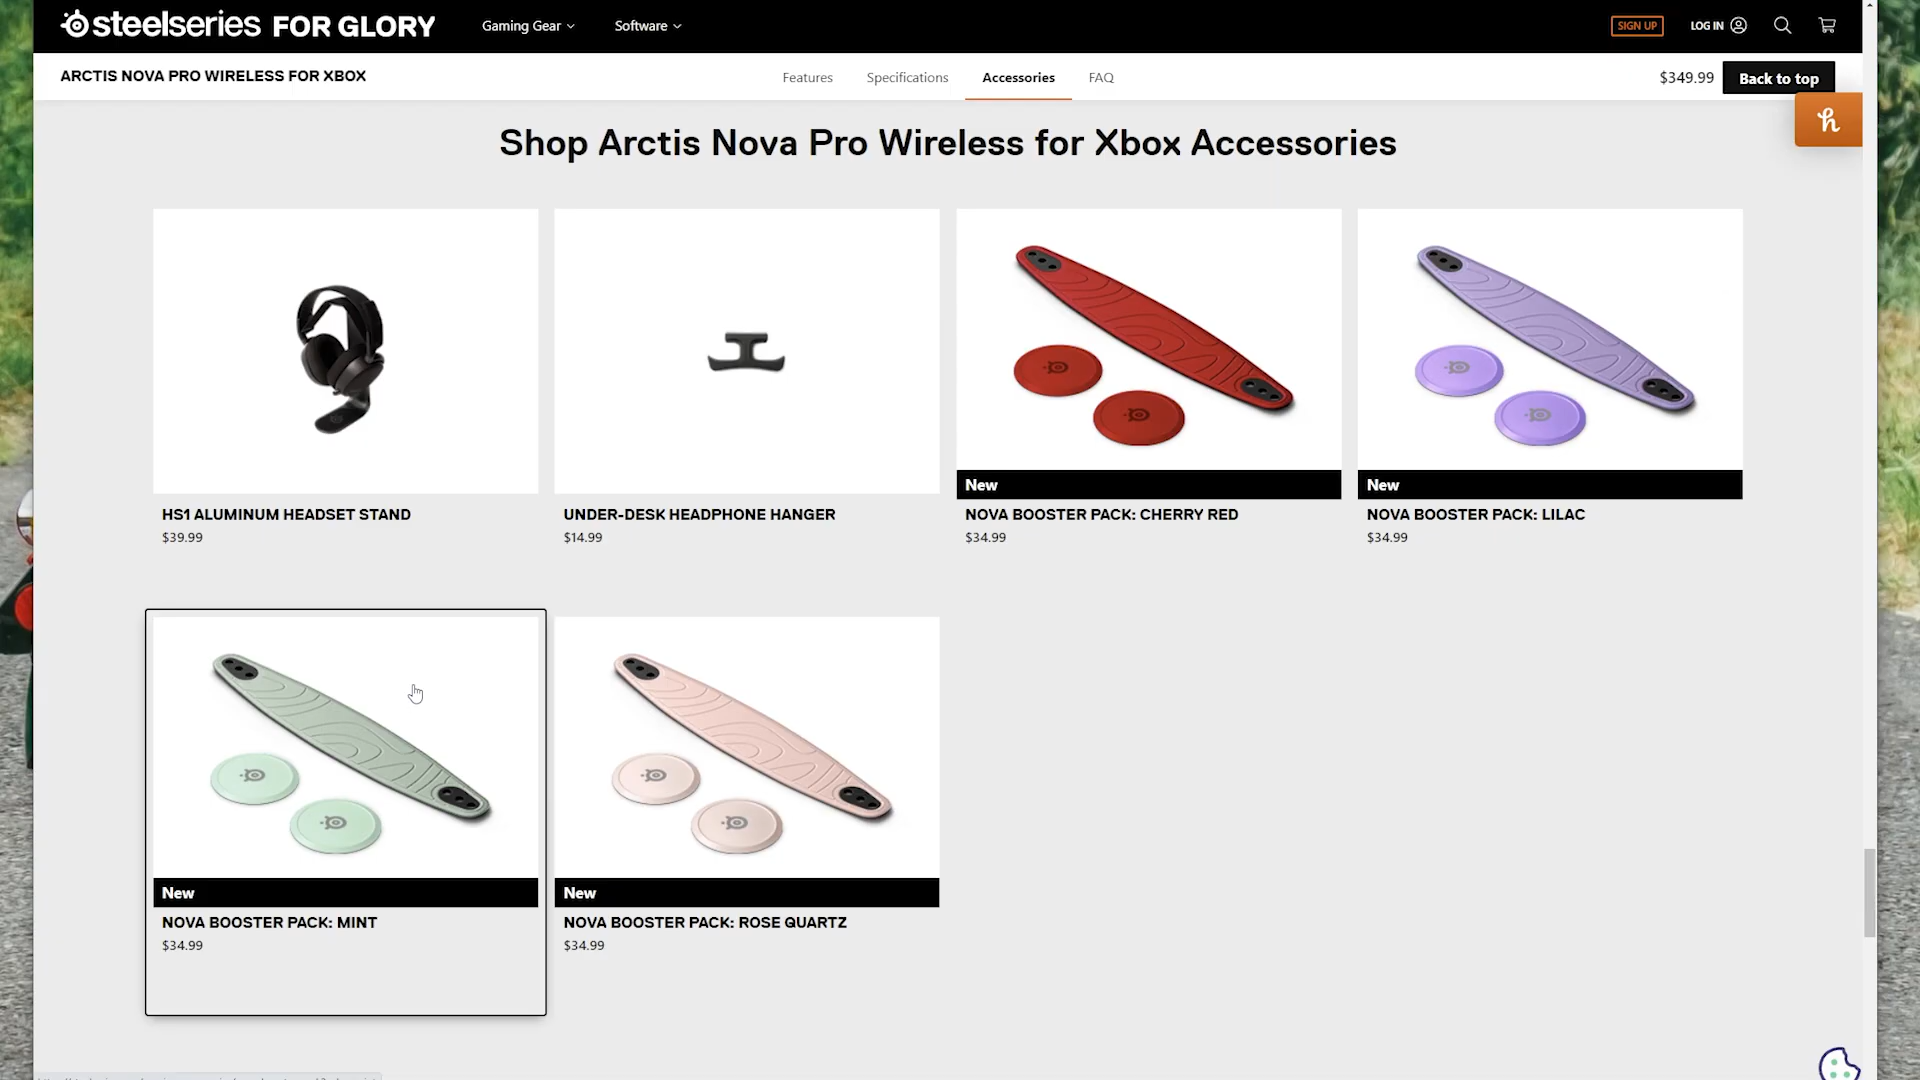 steelseries FOR GLORY
Gaming Gear
Software
SIGN UP
LOG IN
ARCTIS NOVA PRO WIRELESS FOR XBOX
Features
Specifications
Accessories
FAQ
$349.99
Back to top
h
Shop Arctis Nova Pro Wireless for Xbox Accessories
New
New
HS1 ALUMINUM HEADSET STAND
$39.99
UNDER-DESK HEADPHONE HANGER
$14.99
NOVA BOOSTER PACK: CHERRY RED
$34.99
NOVA BOOSTER PACK: LILAC
$34.99
New
New
NOVA BOOSTER PACK: MINT
$34.99
NOVA BOOSTER PACK: ROSE QUARTZ
$34.99